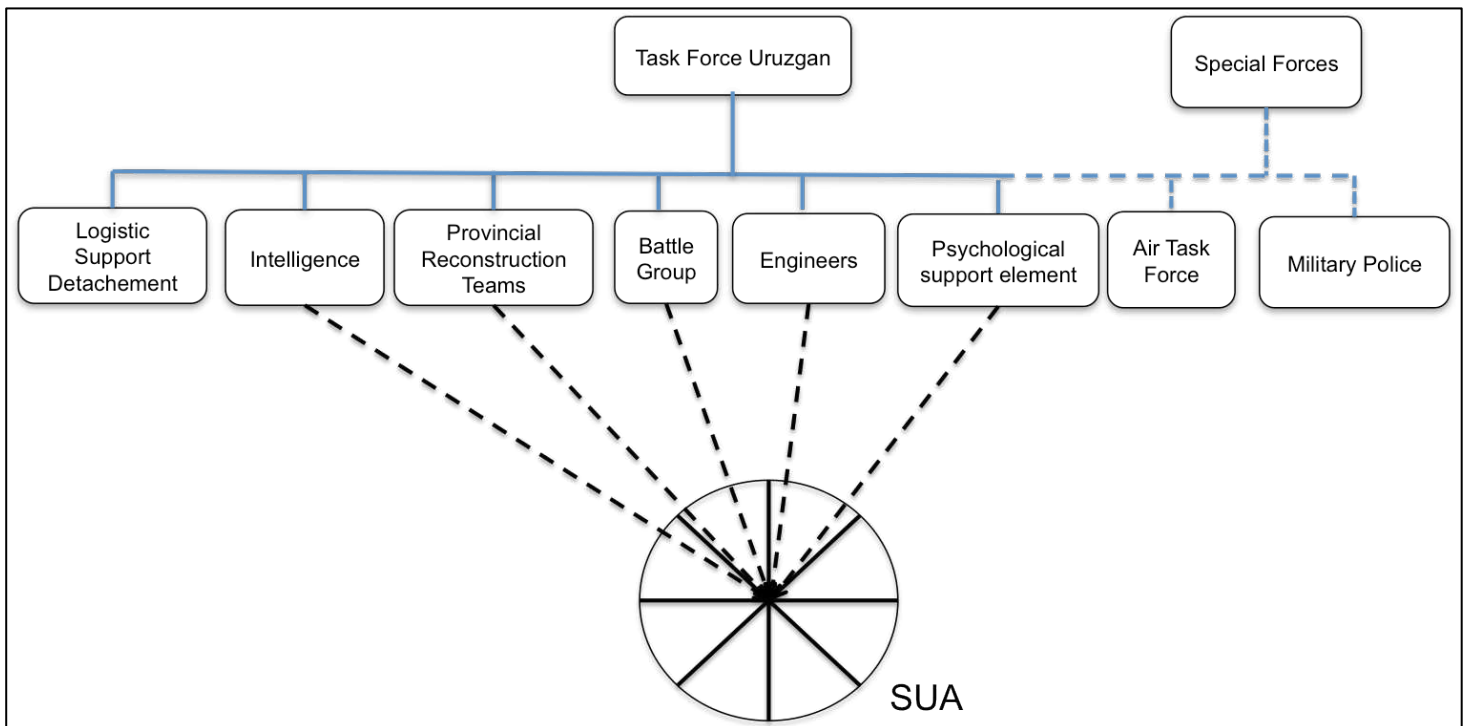 Task Force Uruzgan
Special Forces
Logistic
Support
Detachement
Intelligence
Provincial
Reconstruction
Teams
Battle
Group
Engineers
Psychological
support element
Air Task
Force
Military Police
SUA